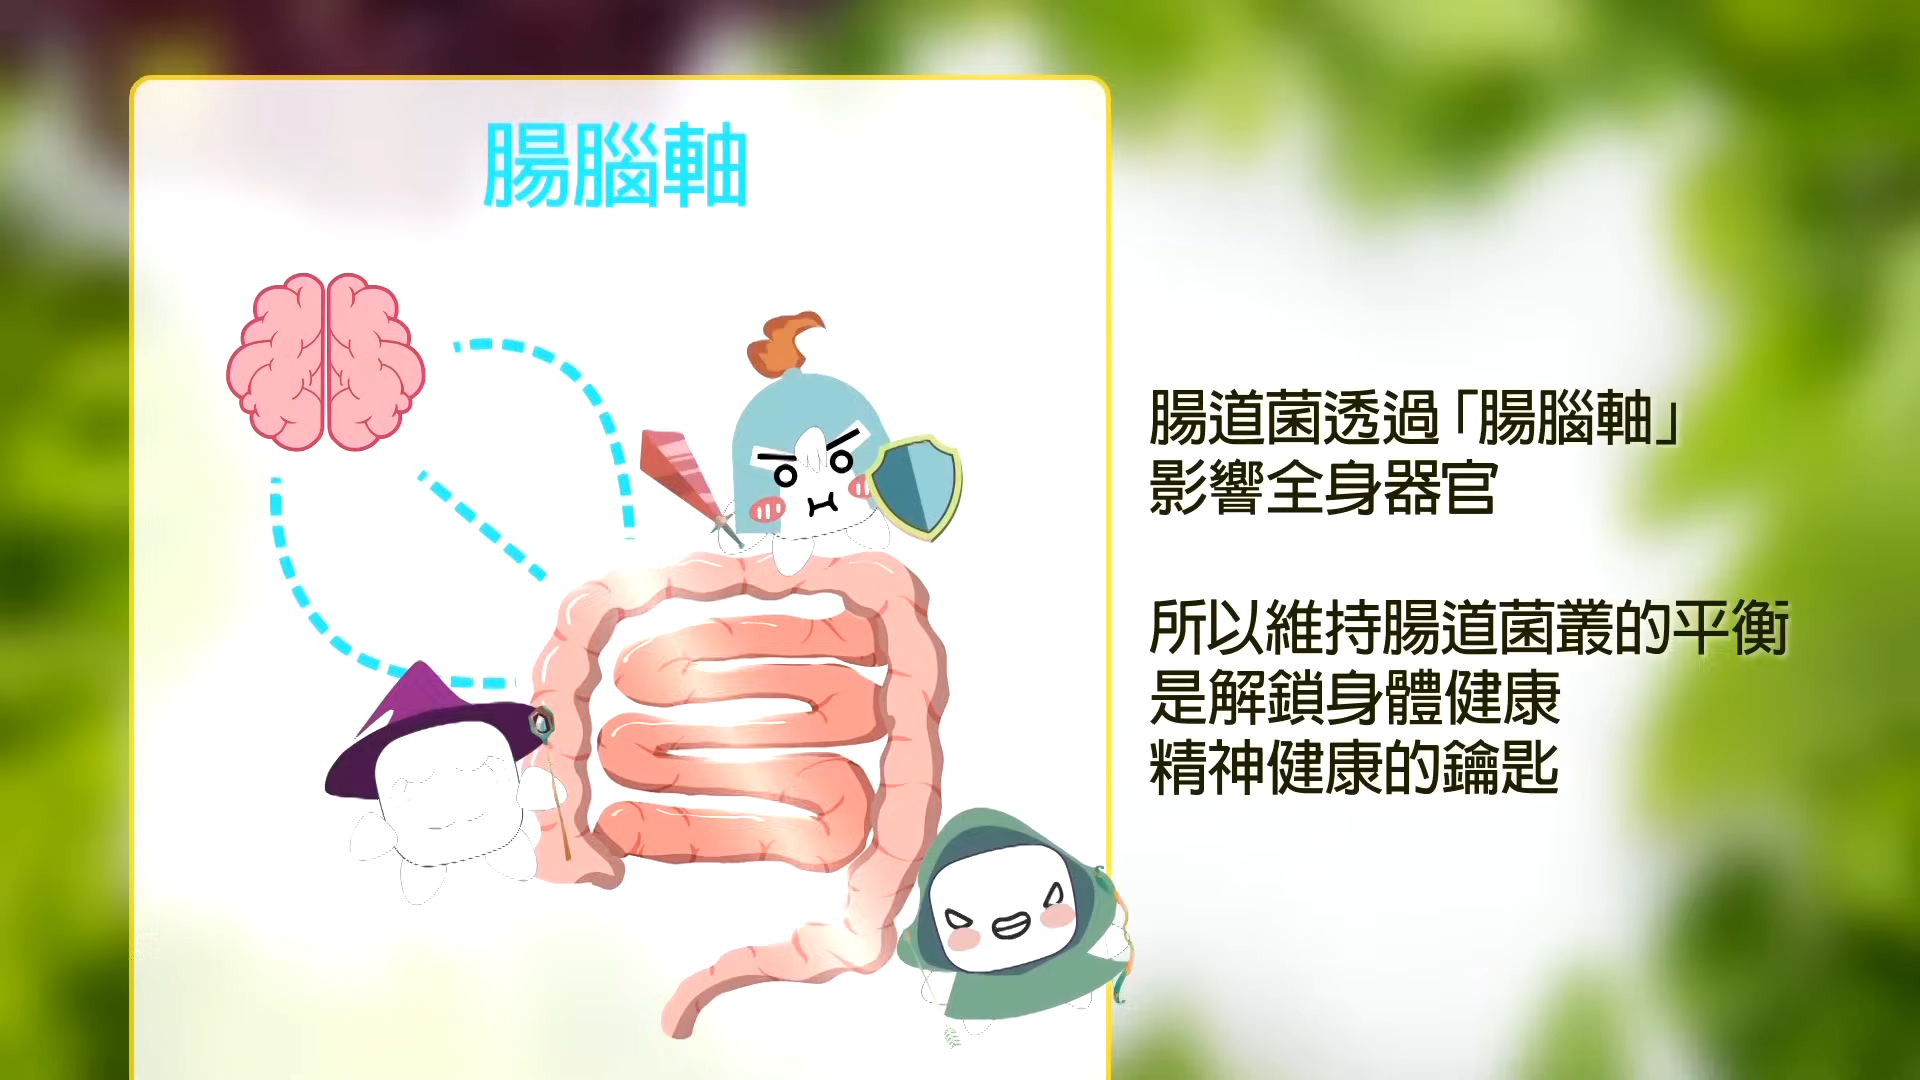 腸腦軸
腸道菌透過「腸腦軸」
影響全身器官
所以維持腸道菌叢的平衡
是解鎖身體健康
精神健康的鑰匙